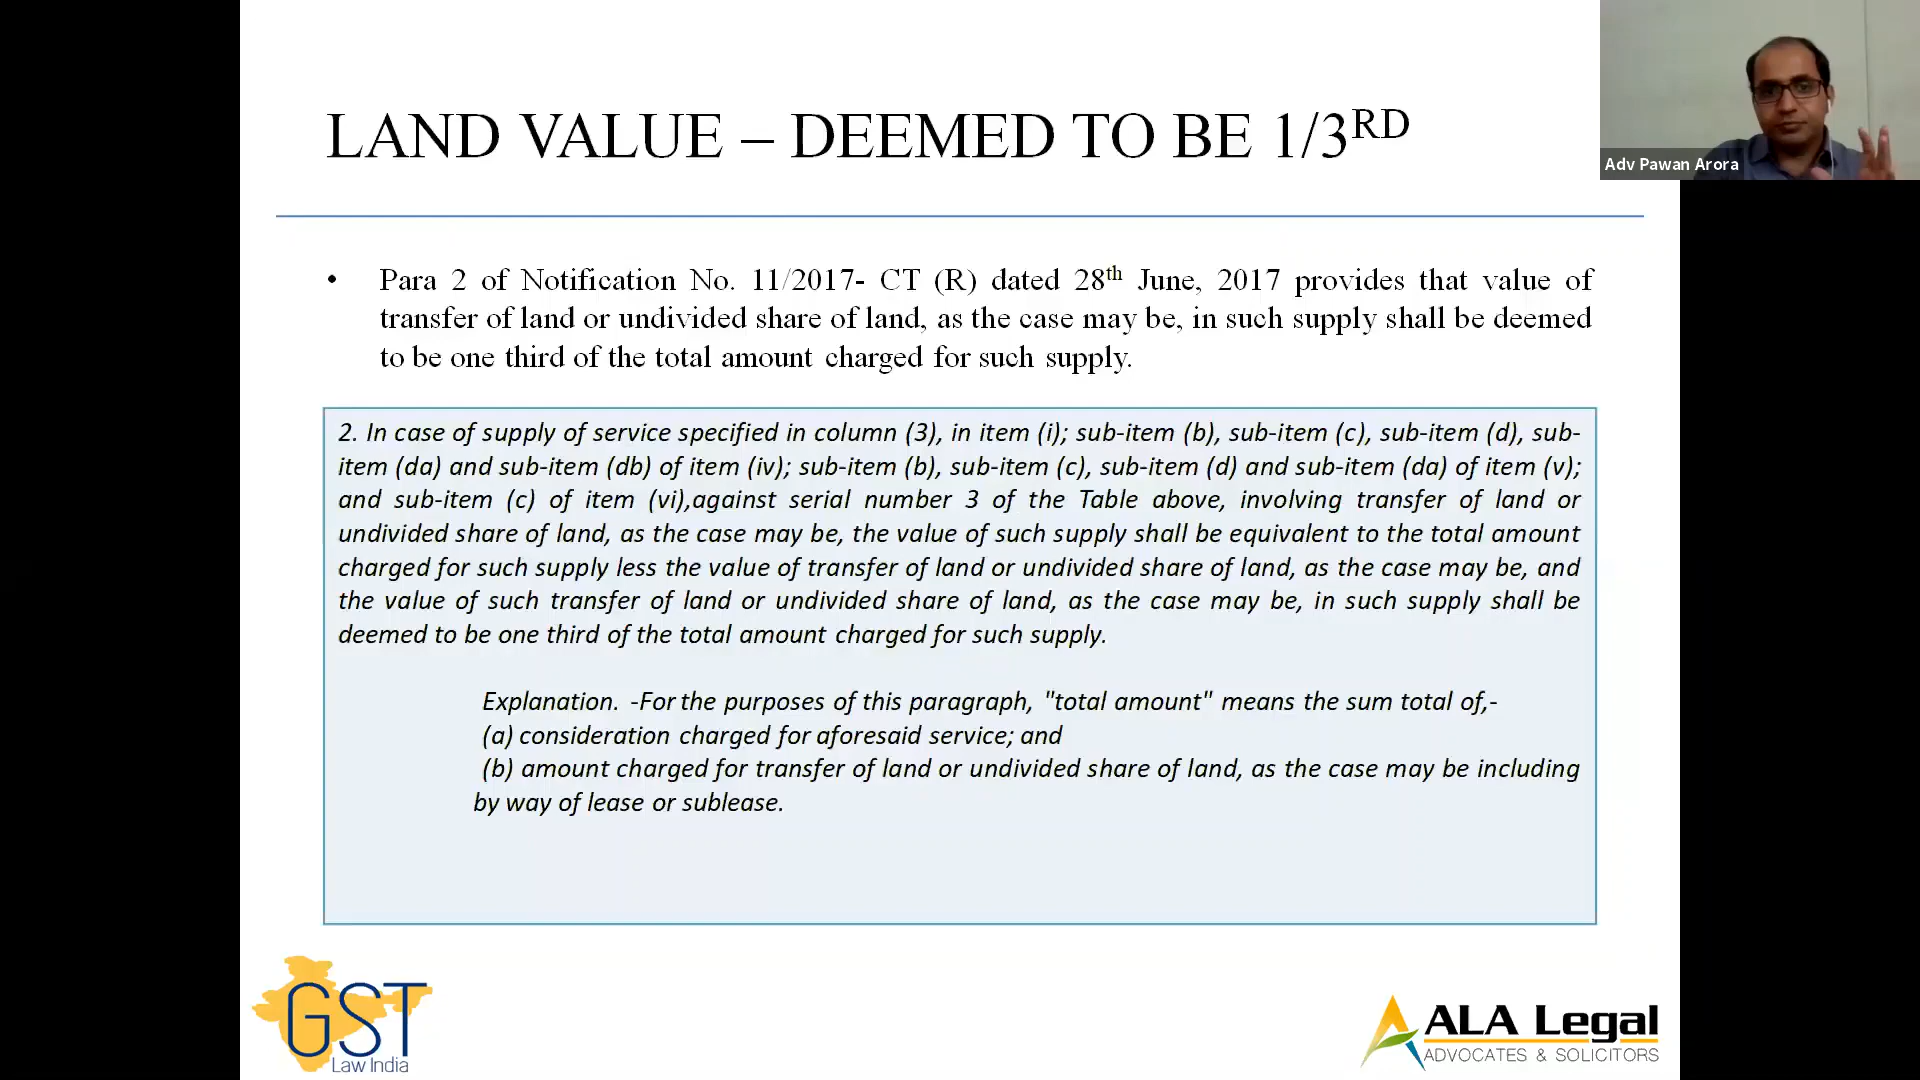 LAND VALUE – DEEMED TO BE 1/3RD
Adv Pawan Arora
• Para 2 of Notification No. 11/2017- CT (R) dated 28th June, 2017 provides that value of
transfer of land or undivided share of land, as the case may be, in such supply shall be deemed
to be one third of the total amount charged for such supply.
2. In case of supply of service specified in column (3), in item (i); sub-item (b), sub-item (c), sub-item (d), sub-
item (da) and sub-item (db) of item (iv); sub-item (b), sub-item (c), sub-item (d) and sub-item (da) of item (v);
and sub-item (c) of item (vi),against serial number 3 of the Table above, involving transfer of land or
undivided share of land, as the case may be, the value of such supply shall be equivalent to the total amount
charged for such supply less the value of transfer of land or undivided share of land, as the case may be, and
the value of such transfer of land or undivided share of land, as the case may be, in such supply shall be
deemed to be one third of the total amount charged for such supply.
Explanation. -For the purposes of this paragraph, "total amount" means the sum total of,-
(a) consideration charged for aforesaid service; and
(b) amount charged for transfer of land or undivided share of land, as the case may be including
by way of lease or sublease.
GST
Law India
ALA Legal
ADVOCATES & SOLICITORS